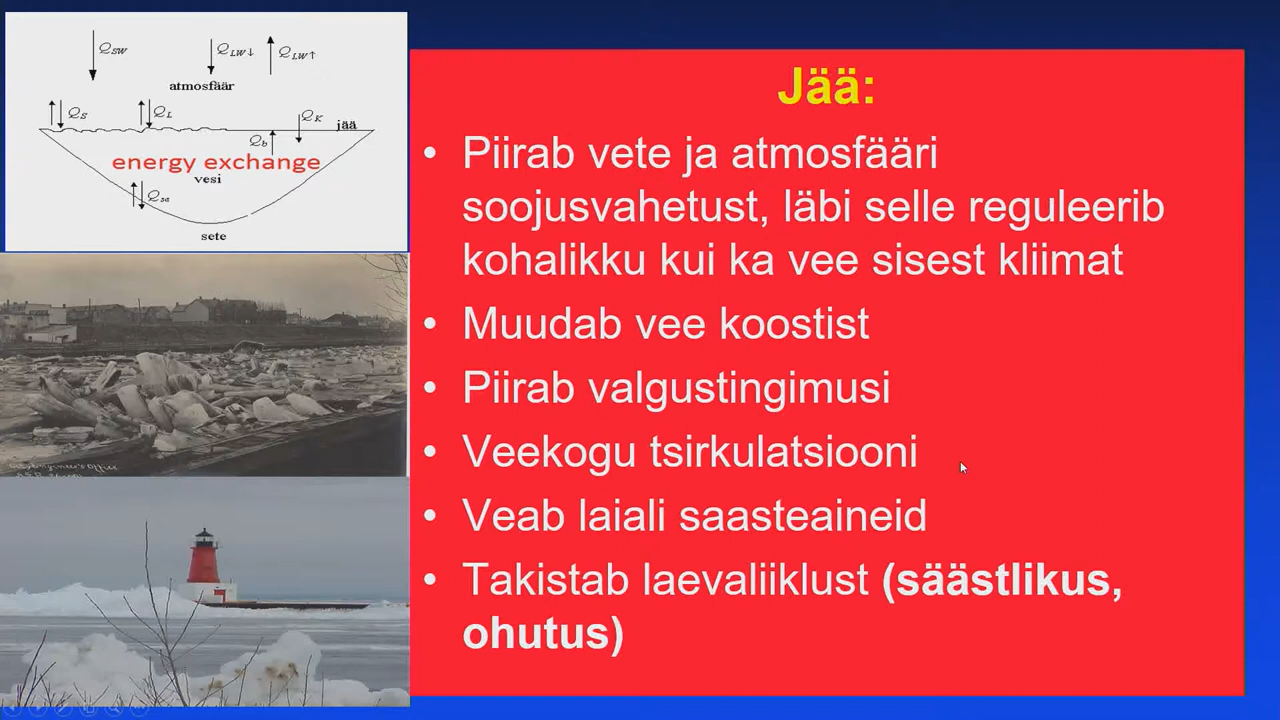 Q_SW
Q_LW↓
Q_LW↑
atmosfäär
Q_S
Q_L
Q_K
jää
Q_b
energy exchange
vesi
Q_sa
sete
Jää:
• Piirab vete ja atmosfääri
soojusvahetust, läbi selle reguleerib
kohalikku kui ka vee sisest kliimat
• Muudab vee koostist
• Piirab valgustingimusi
• Veekogu tsirkulatsiooni
• Veab laiali saasteaineid
• Takistab laevaliiklust (säästlikus,
ohutus)